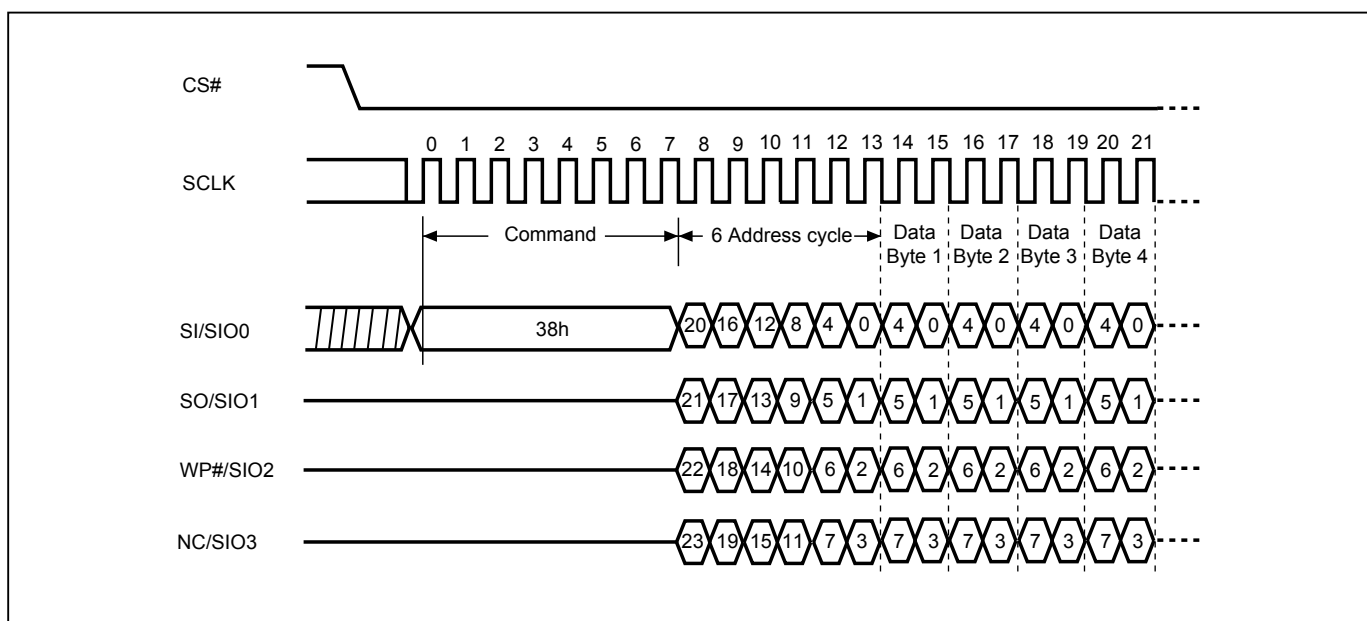 CS#
0 1 2 3 4 5 6 7 8 9 10 11 12 13 14 15 16 17 18 19 20 21
SCLK
Command 6 Address cycle Data Byte 1 Data Byte 2 Data Byte 3 Data Byte 4
SI/SIO0 38h 20 16 12 8 4 0 4 0 4 0 4 0 4 0
SO/SIO1 21 17 13 9 5 1 5 1 5 1 5 1 5 1
WP#/SIO2 22 18 14 10 6 2 6 2 6 2 6 2 6 2
NC/SIO3 23 19 15 11 7 3 7 3 7 3 7 3 7 3